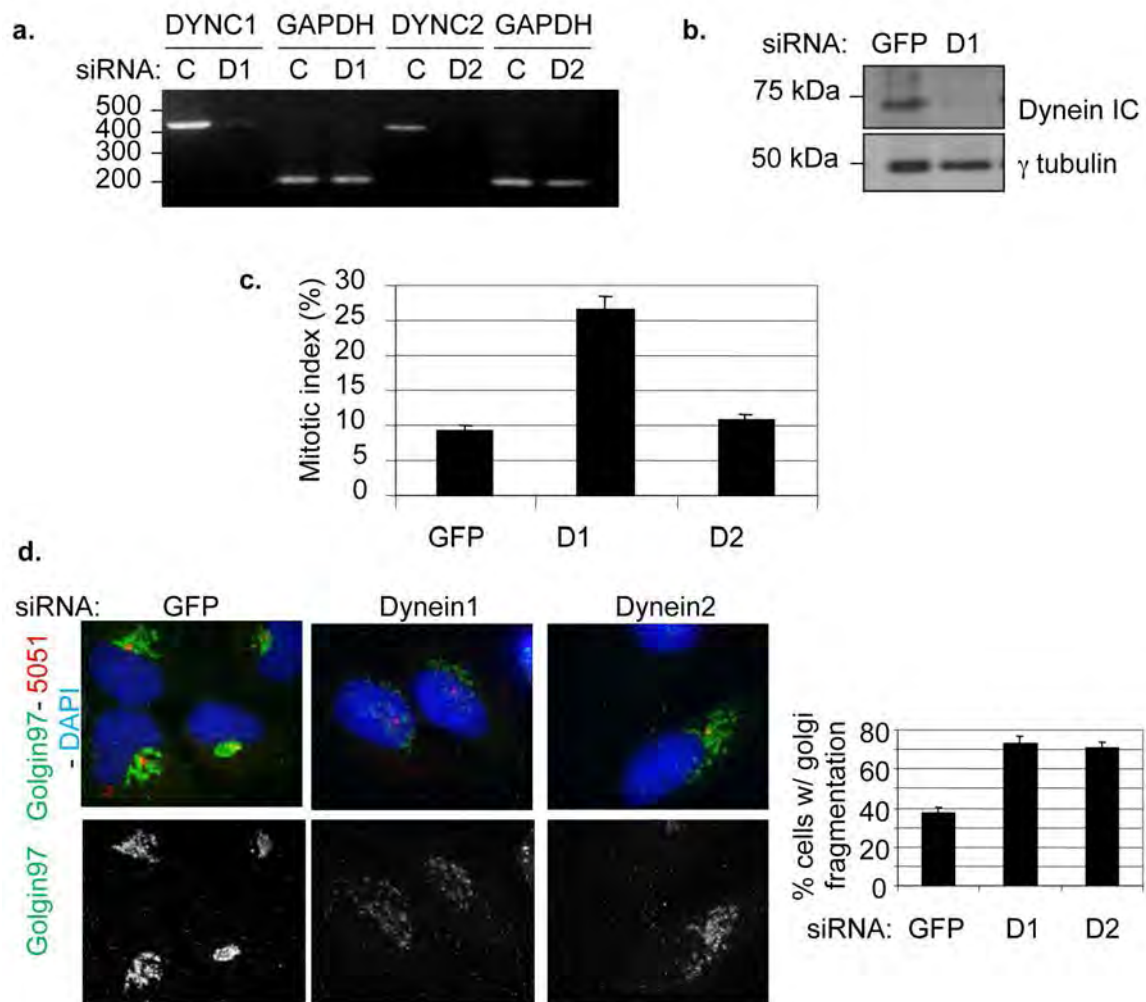 a.
DYNC1 GAPDH DYNC2 GAPDH
siRNA: C D1 C D1 C D2 C D2
500
400
300
200
b.
siRNA: GFP D1
75 kDa
Dynein IC
50 kDa
γ tubulin
c.
Mitotic index (%)
30
25
20
15
10
5
0
GFP D1 D2
d.
siRNA: GFP Dynein1 Dynein2
Golgin97- 5051
- DAPI
Golgin97
% cells w/ golgi
fragmentation
80
60
40
20
0
siRNA: GFP D1 D2